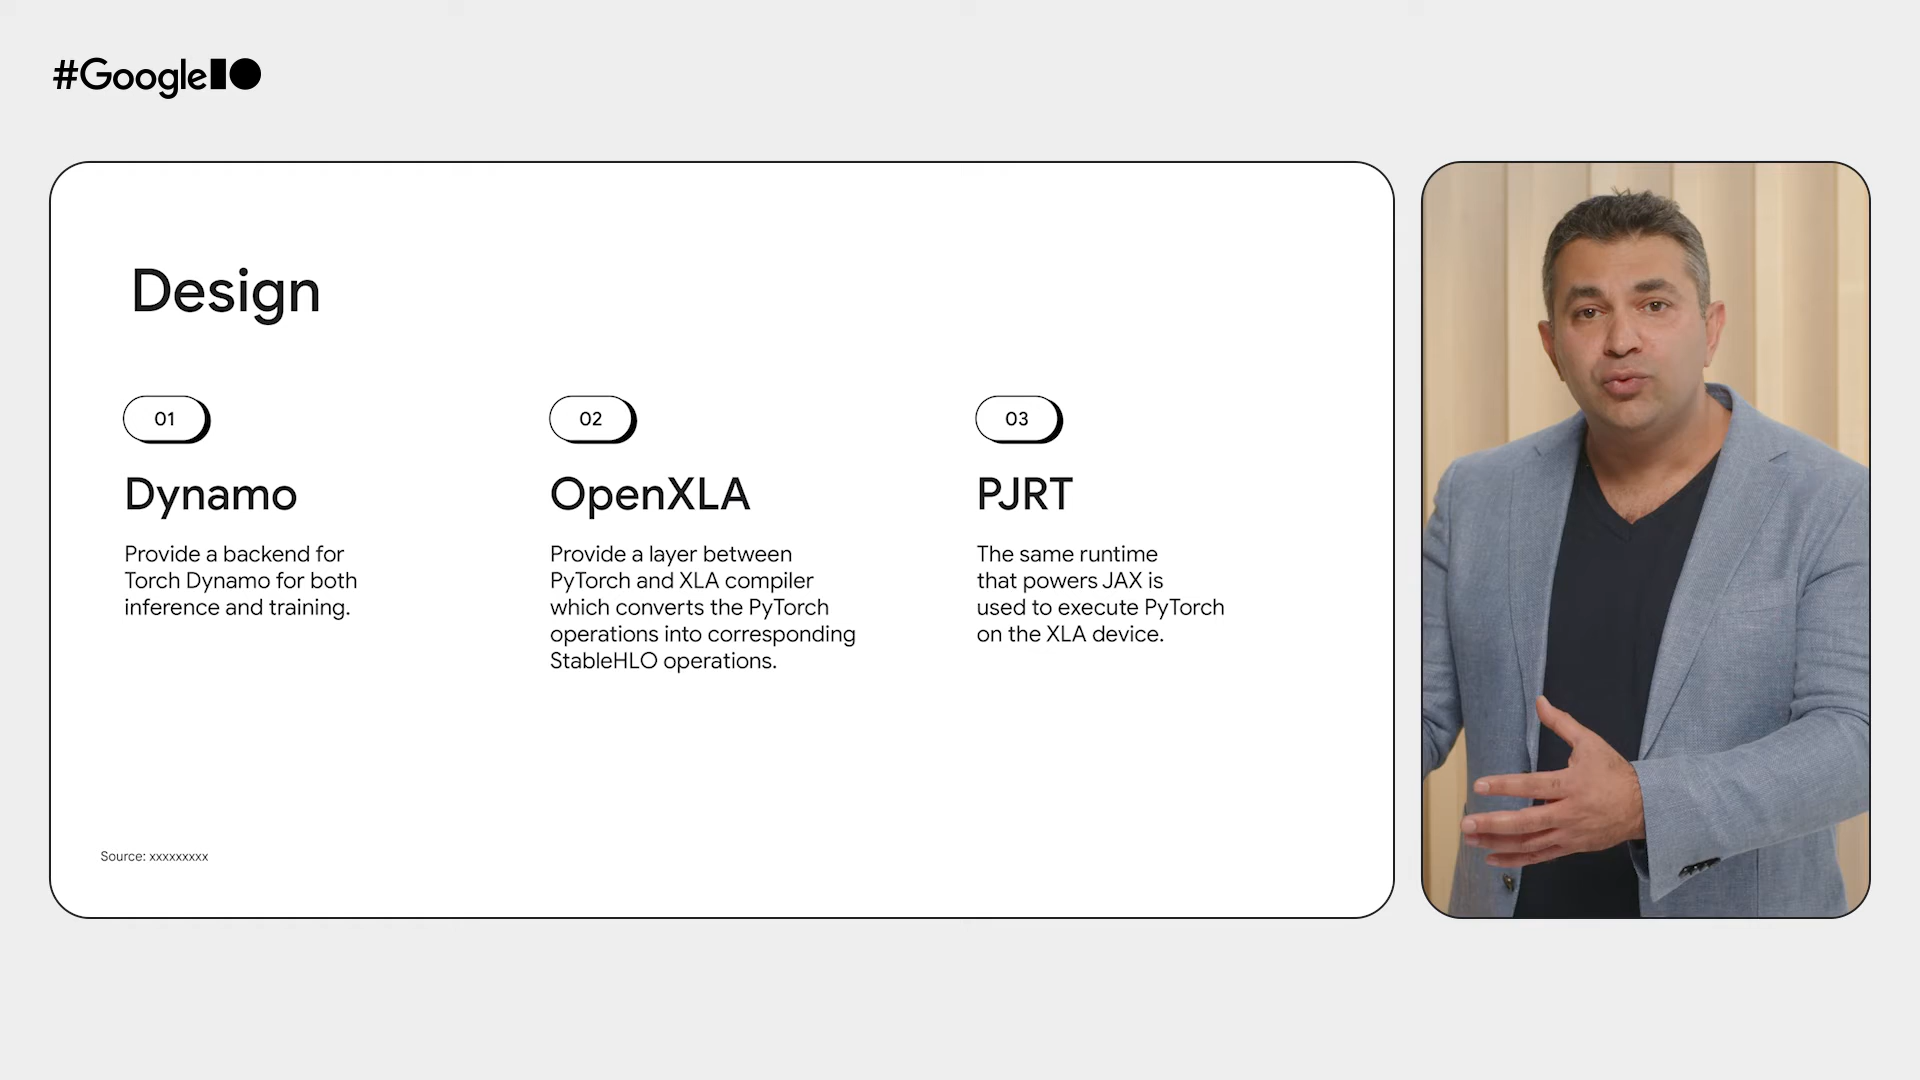 #GoogleIO
Design
01
Dynamo
Provide a backend for
Torch Dynamo for both
inference and training.
02
OpenXLA
Provide a layer between
PyTorch and XLA compiler
which converts the PyTorch
operations into corresponding
StableHLO operations.
03
PJRT
The same runtime
that powers JAX is
used to execute PyTorch
on the XLA device.
Source: xxxxxxxxx